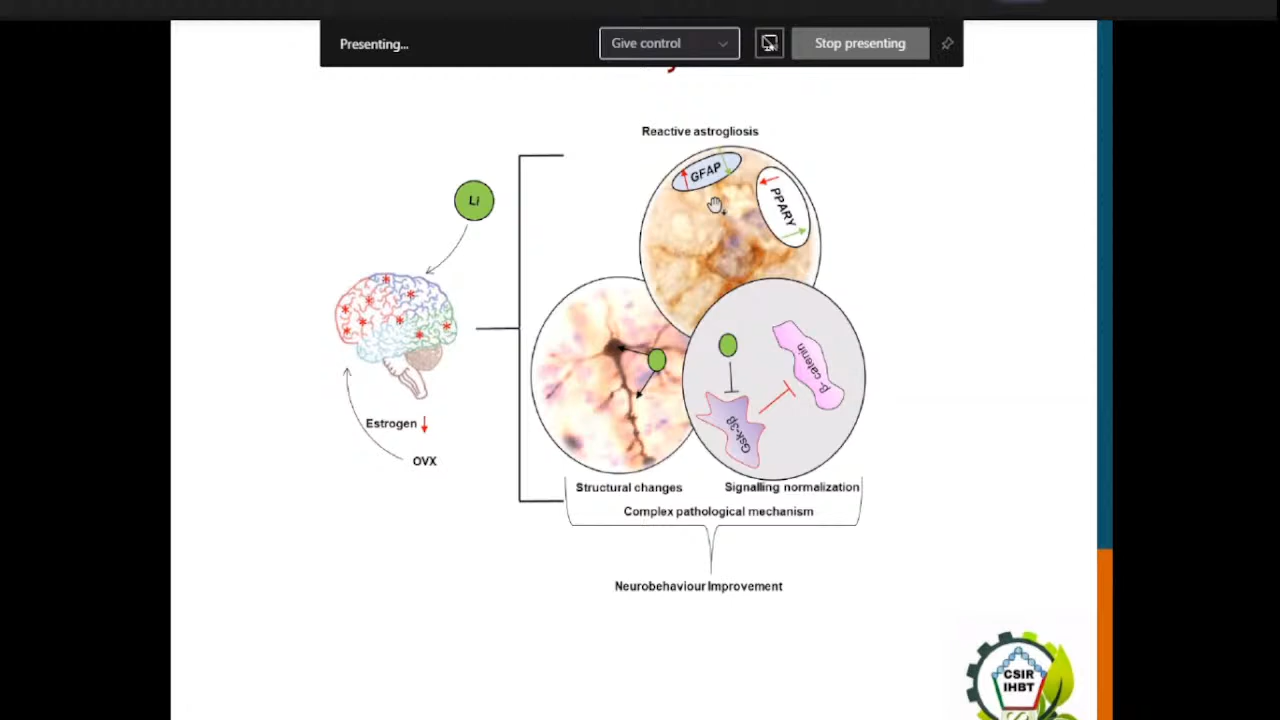 Presenting...
Give control
Stop presenting
Reactive astrogliosis
GFAP
PPARY
Li
β-catenin
Gsk-3β
Estrogen
OVX
Structural changes
Signalling normalization
Complex pathological mechanism
Neurobehaviour Improvement
CSIR
IHBT